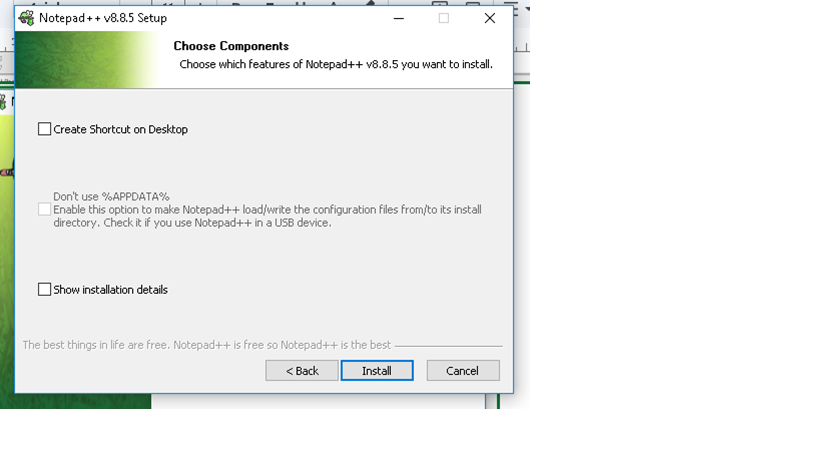 Notepad++ v8.8.5 Setup
Choose Components
Choose which features of Notepad++ v8.8.5 you want to install.
Create Shortcut on Desktop
Don't use %APPDATA%
Enable this option to make Notepad++ load/write the configuration files from/to its install
directory. Check it if you use Notepad++ in a USB device.
Show installation details
The best things in life are free. Notepad++ is free so Notepad++ is the best
< Back
Install
Cancel